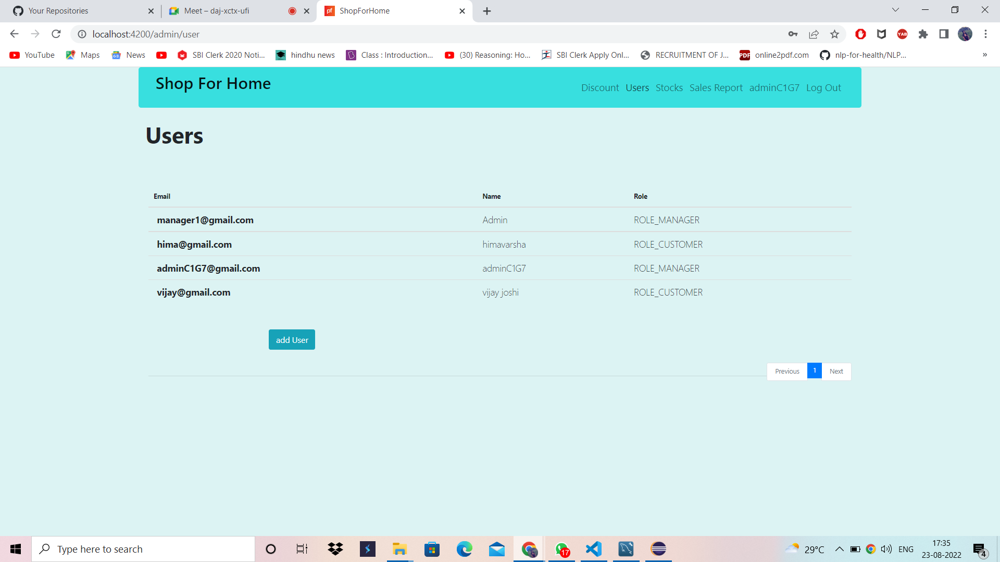 Your Repositories
Meet – daj-xctx-ufi
pf
ShopForHome
localhost:4200/admin/user
YAB
YouTube
Maps
News
SBI Clerk 2020 Noti...
hindhu news
Class : Introduction...
(30) Reasoning: Ho...
SBI Clerk Apply Onl...
RECRUITMENT OF J...
PDF
online2pdf.com
nlp-for-health/NLP...
»
Shop For Home
Discount Users Stocks Sales Report adminC1G7 Log Out
Users
Email Name Role
manager1@gmail.com Admin ROLE_MANAGER
hima@gmail.com himavarsha ROLE_CUSTOMER
adminC1G7@gmail.com adminC1G7 ROLE_MANAGER
vijay@gmail.com vijay joshi ROLE_CUSTOMER
add User
Previous 1 Next
Type here to search
17
29°C
ENG
17:35
23-08-2022
4